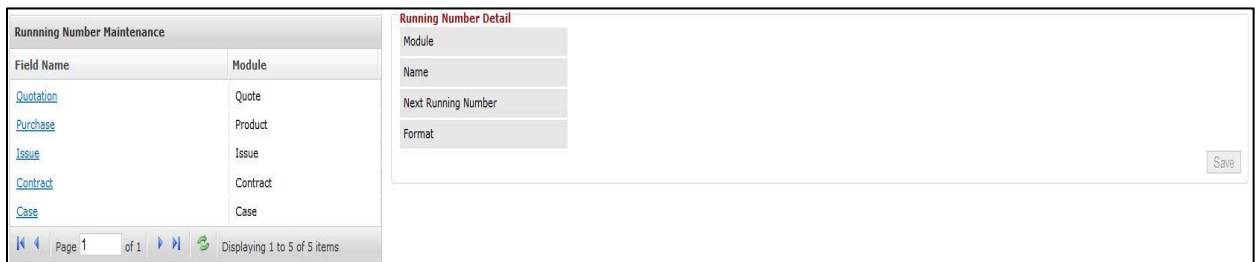 Runnning Number Maintenance
Field Name Module
Quotation Quote
Purchase Product
Issue Issue
Contract Contract
Case Case
Page 1 of 1 Displaying 1 to 5 of 5 items
Running Number Detail
Module
Name
Next Running Number
Format
Save